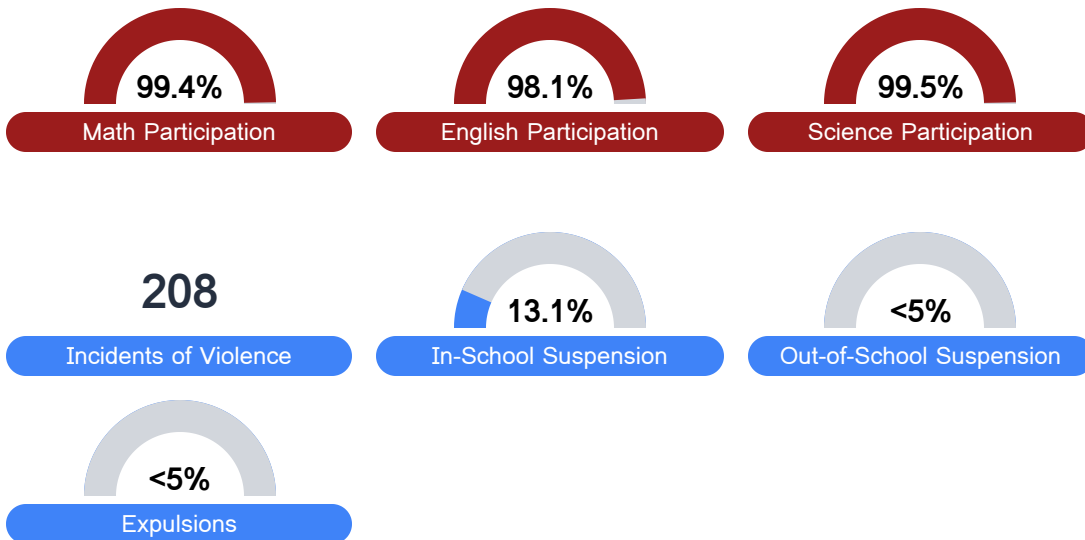 99.4%
Math Participation
98.1%
English Participation
99.5%
Science Participation
208
Incidents of Violence
13.1%
In-School Suspension
<5%
Out-of-School Suspension
<5%
Expulsions